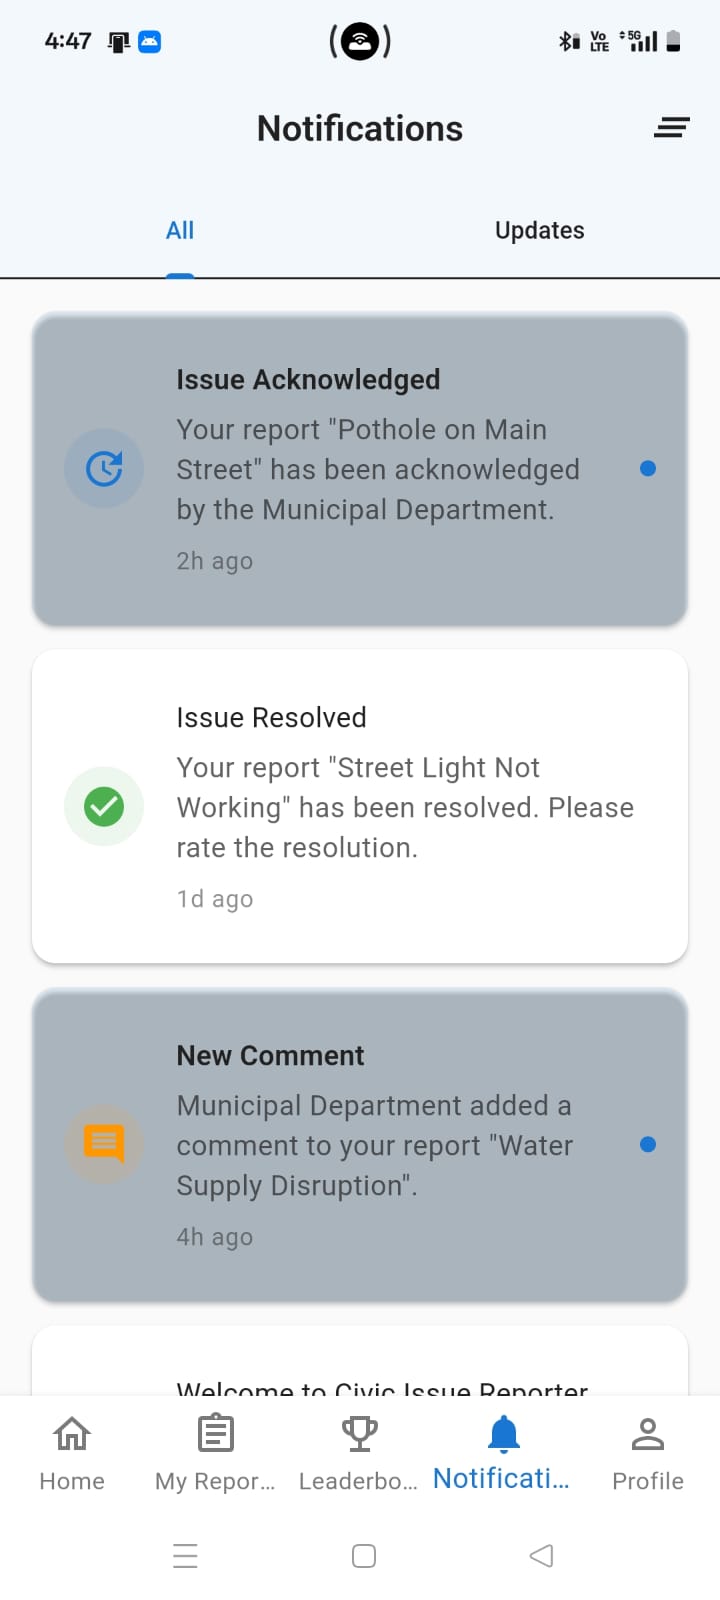 4:47
Vo
LTE
5G
Notifications
All
Updates
Issue Acknowledged
Your report "Pothole on Main
Street" has been acknowledged
by the Municipal Department.
2h ago
Issue Resolved
Your report "Street Light Not
Working" has been resolved. Please
rate the resolution.
1d ago
New Comment
Municipal Department added a
comment to your report "Water
Supply Disruption".
4h ago
Welcome to Civic Issue Reporter
Home
My Repor...
Leaderbo...
Notificati...
Profile